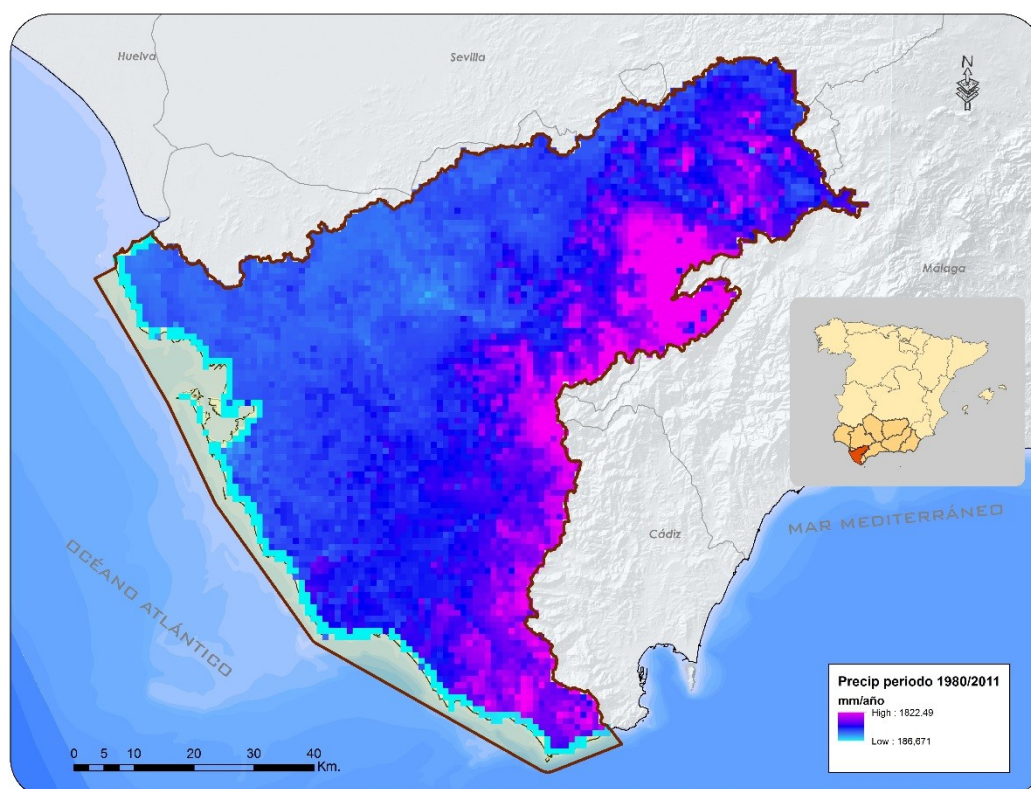 Huelva
Sevilla
N
Málaga
Cádiz
MAR MEDITERRÁNEO
OCÉANO ATLÁNTICO
Precip periodo 1980/2011
mm/año
High : 1822.49
Low : 186,671
0 5 10 20 30 40
Km.